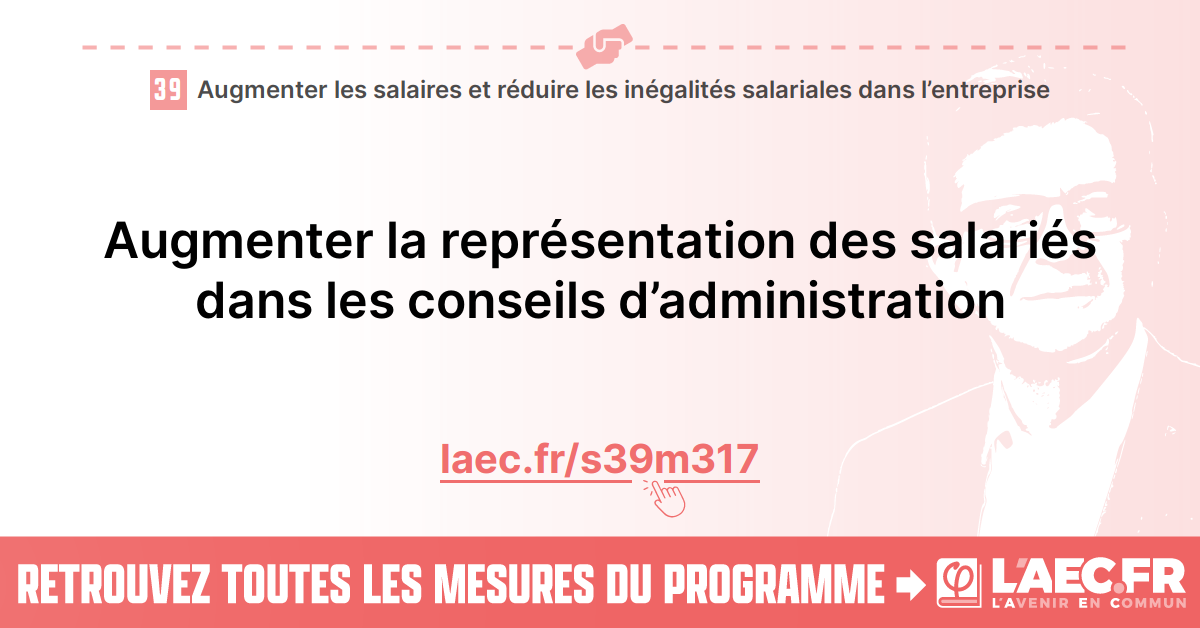 39 Augmenter les salaires et réduire les inégalités salariales dans l’entreprise
Augmenter la représentation des salariés
dans les conseils d’administration
laec.fr/s39m317
RETROUVEZ TOUTES LES MESURES DU PROGRAMME
φ L'AEC.FR
L'AVENIR EN COMMUN